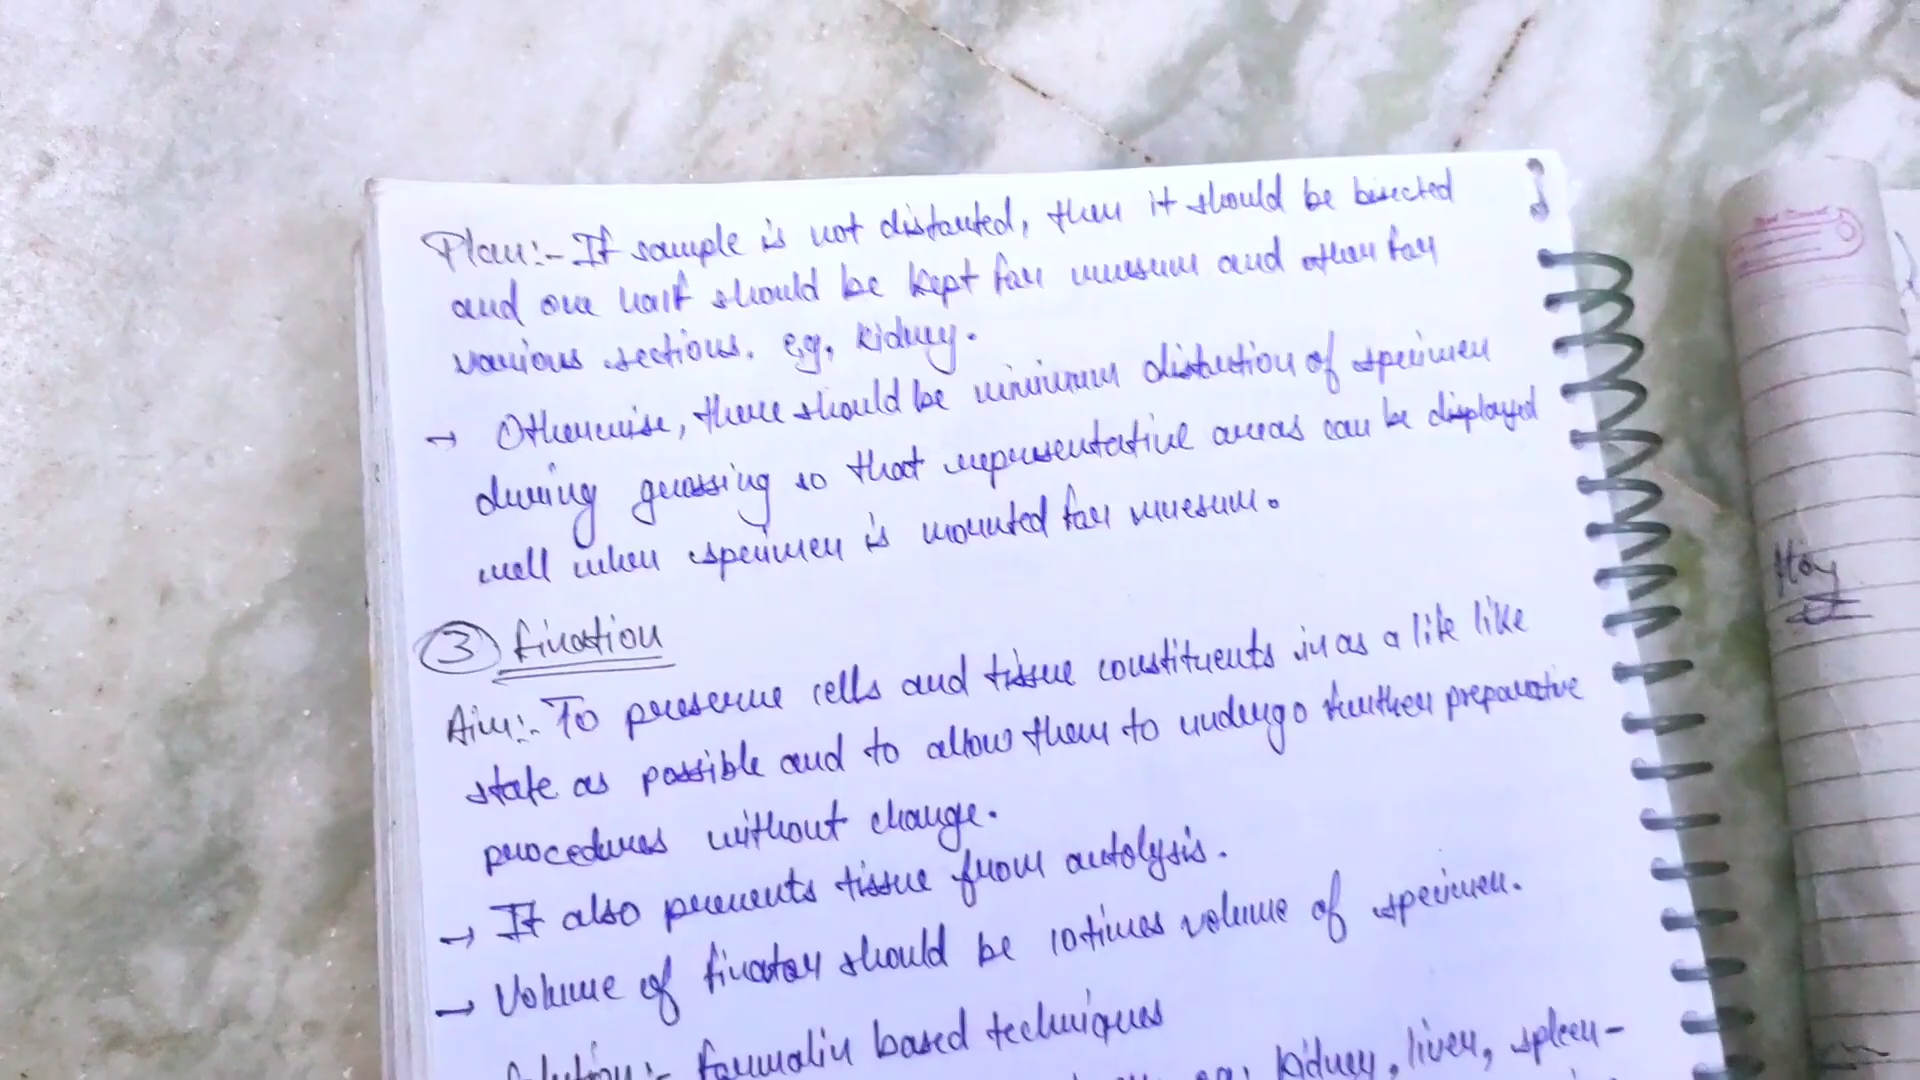 Plan:- If sample is not distorted, then it should be bisected
and one half should be kept for museum and other for
various sections. e.g. kidney.
→ Otherwise, there should be minimum distortion of specimen
during grossing so that representative areas can be displayed
well when specimen is mounted for museum.
③ fixation
Aim:- To preserve cells and tissue constituents in as a life like
state as possible and to allow them to undergo further preparative
procedures without change.
→ It also prevents tissue from autolysis.
→ Volume of fixator should be 10 times volume of specimen.
Solution:- formalin based techniques
eg: kidney, liver, spleen-